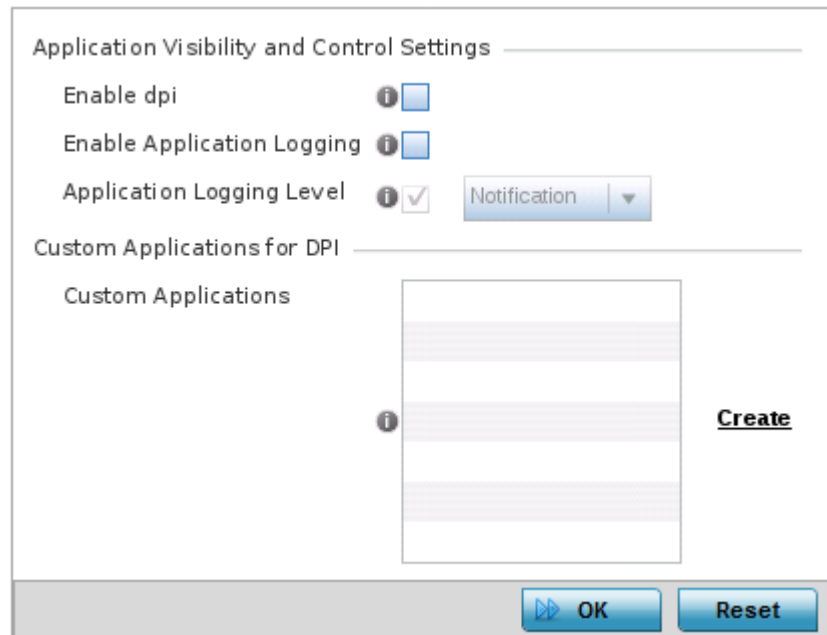 Application Visibility and Control Settings
Enable dpi
Enable Application Logging
Application Logging Level
Notification
Custom Applications for DPI
Custom Applications
Create
OK
Reset